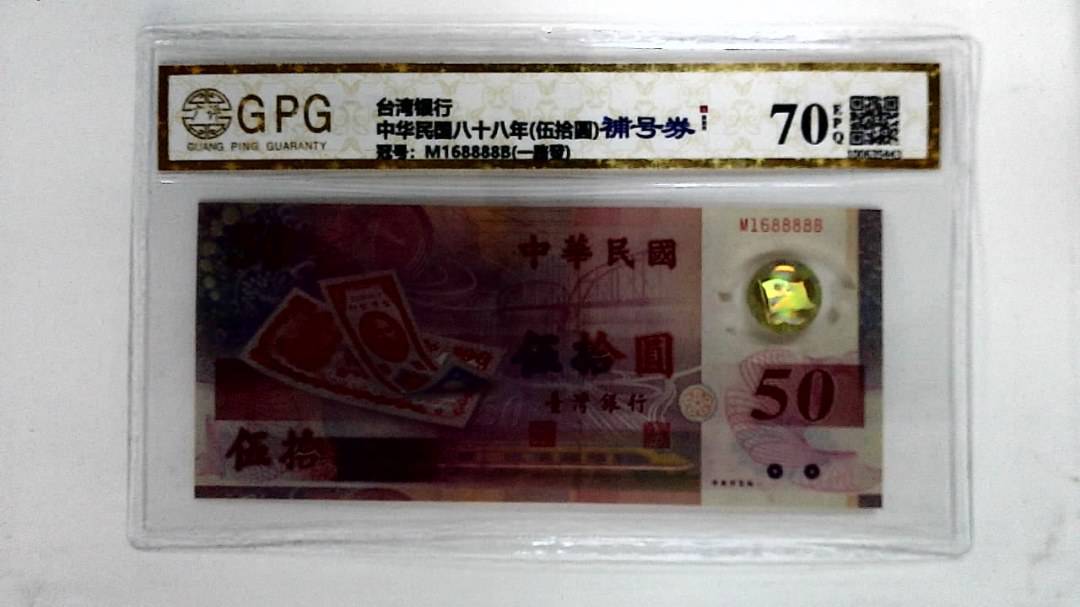 GPG
GUANG PING GUARANTY
台湾银行
中华民国八十八年(伍拾圆)補号券
冠号：M168888B(一路發)
70
EPQ
M168888B
中華民國
伍拾圓
臺灣銀行
50
伍拾